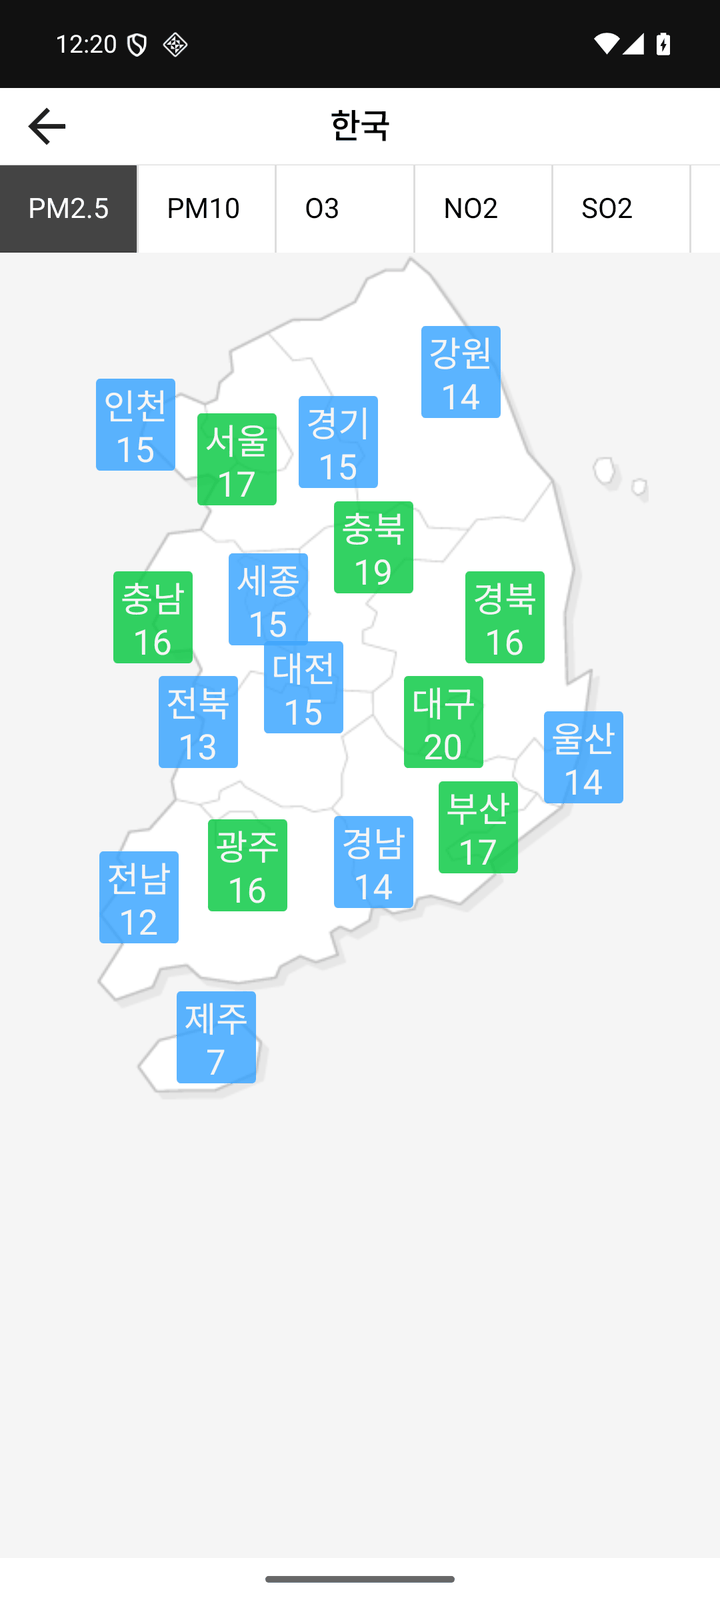 12:20
한국
PM2.5
PM10
O3
NO2
SO2
강원
14
인천
15
경기
15
서울
17
충북
19
세종
15
충남
16
경북
16
대전
15
전북
13
대구
20
울산
14
부산
17
경남
14
광주
16
전남
12
제주
7